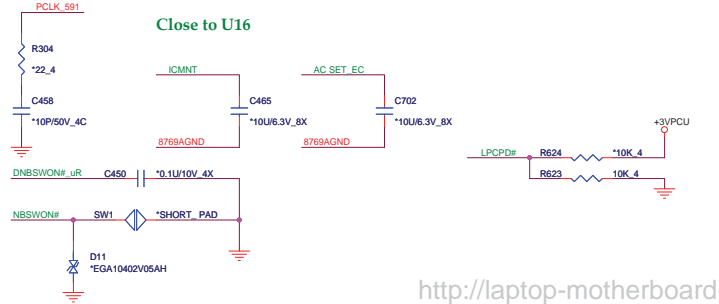 PCLK_591
Close to U16
R304
*22_4
ICMNT
AC SET_EC
C458
*10P/50V_4C
C465
*10U/6.3V_8X
C702
*10U/6.3V_8X
+3VPCU
8769AGND
8769AGND
LPCPD#
R624
*10K_4
R623
10K_4
DNBSWON#_uR
C450
*0.1U/10V_4X
NBSWON#
SW1
*SHORT_ PAD
D11
*EGA10402V05AH
http://laptop-motherboard